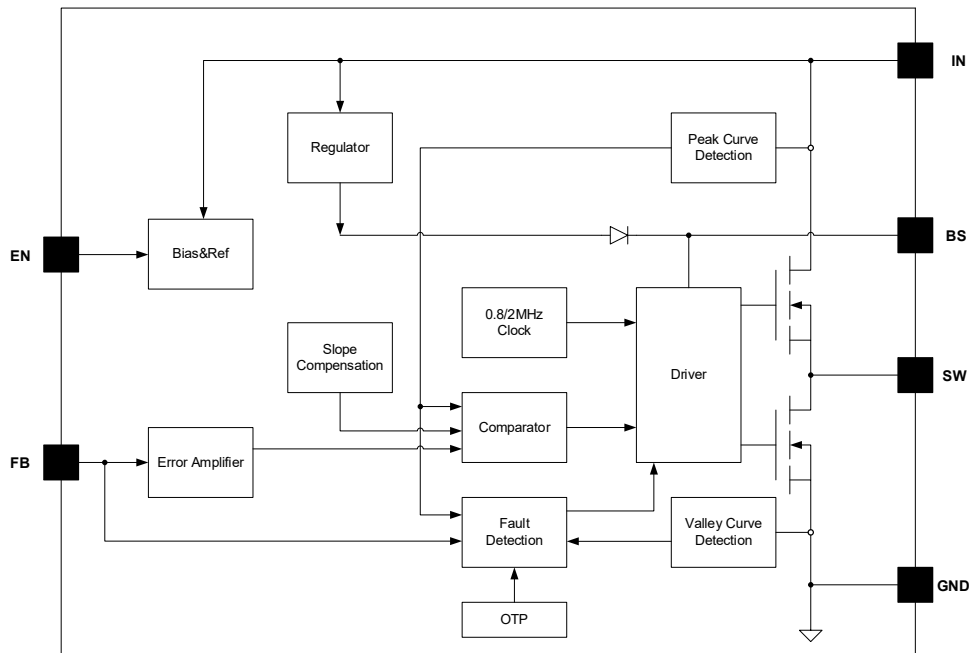 IN
Regulator
Peak Curve
Detection
EN
Bias&Ref
BS
0.8/2MHz
Clock
Slope
Compensation
Driver
SW
Comparator
FB
Error Amplifier
Fault
Detection
Valley Curve
Detection
GND
OTP